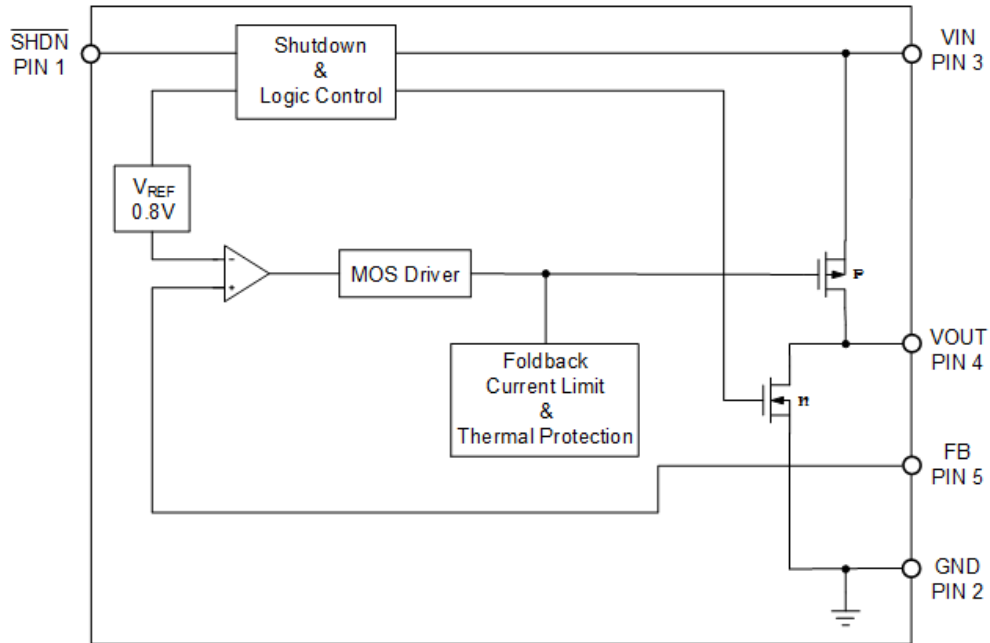 SHDN
PIN 1
Shutdown
&
Logic Control
VIN
PIN 3
VREF
0.8V
-
+
MOS Driver
P
VOUT
PIN 4
Foldback
Current Limit
&
Thermal Protection
n
FB
PIN 5
GND
PIN 2